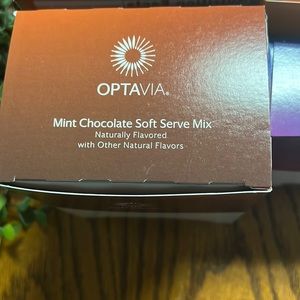 OPTAVIA®
Mint Chocolate Soft Serve Mix
Naturally Flavored
with Other Natural Flavors